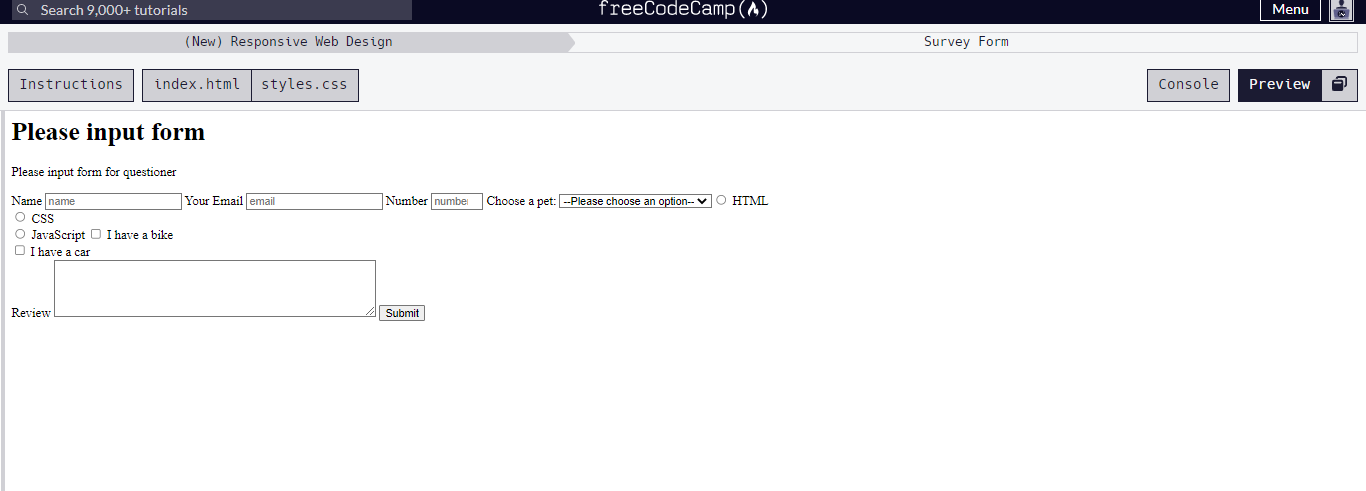 Search 9,000+ tutorials
freeCodeCamp
Menu
(New) Responsive Web Design
Survey Form
Instructions
index.html
styles.css
Console
Preview
Please input form
Please input form for questioner
Name name Your Email email Number numbe Choose a pet: --Please choose an option-- HTML
CSS
JavaScript I have a bike
I have a car
Review Submit